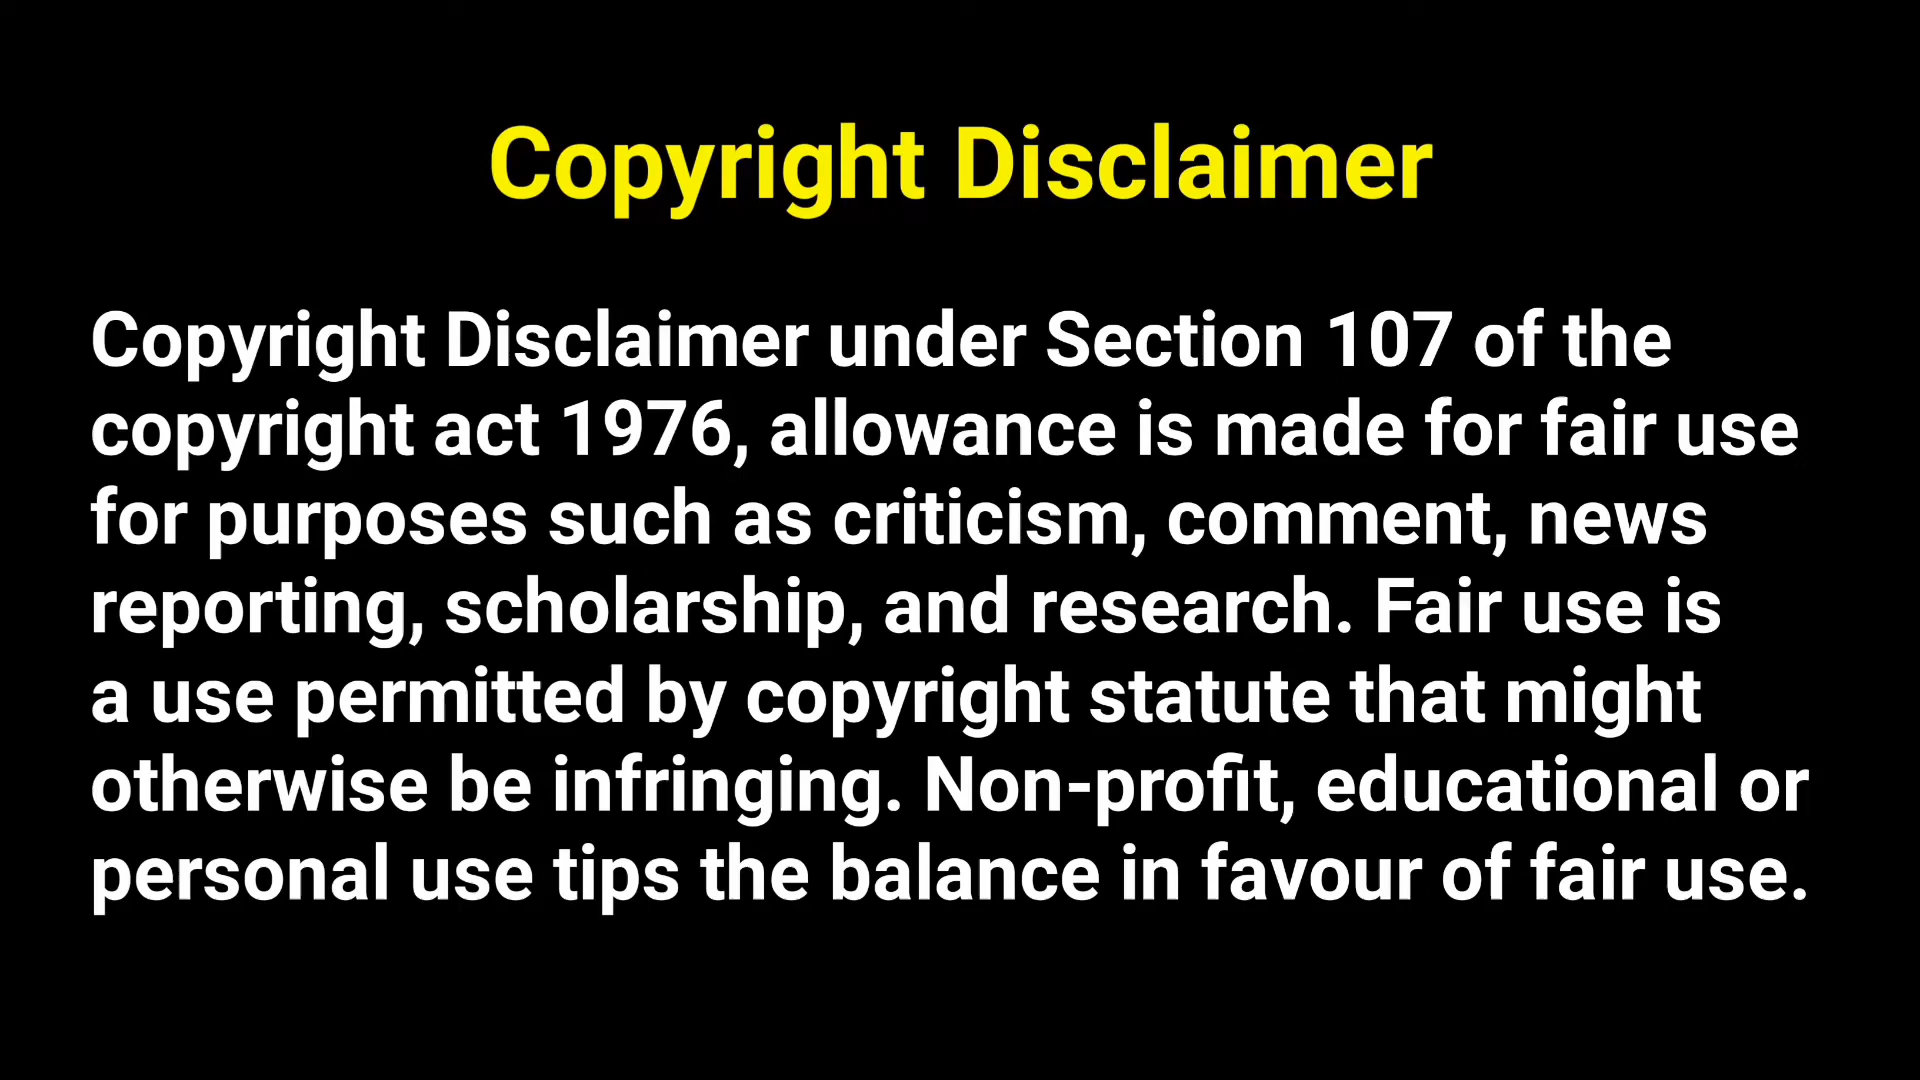 Copyright Disclaimer
Copyright Disclaimer under Section 107 of the
copyright act 1976, allowance is made for fair use
for purposes such as criticism, comment, news
reporting, scholarship, and research. Fair use is
a use permitted by copyright statute that might
otherwise be infringing. Non-profit, educational or
personal use tips the balance in favour of fair use.